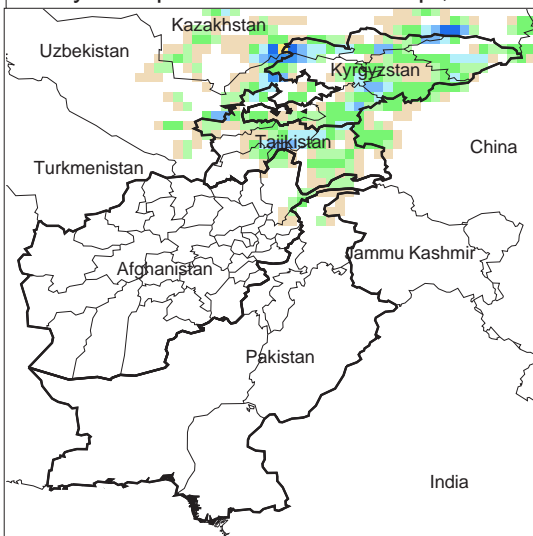 Kazakhstan
Uzbekistan
Kyrgyzstan
Tajikistan
China
Turkmenistan
Jammu Kashmir
Afghanistan
Pakistan
India